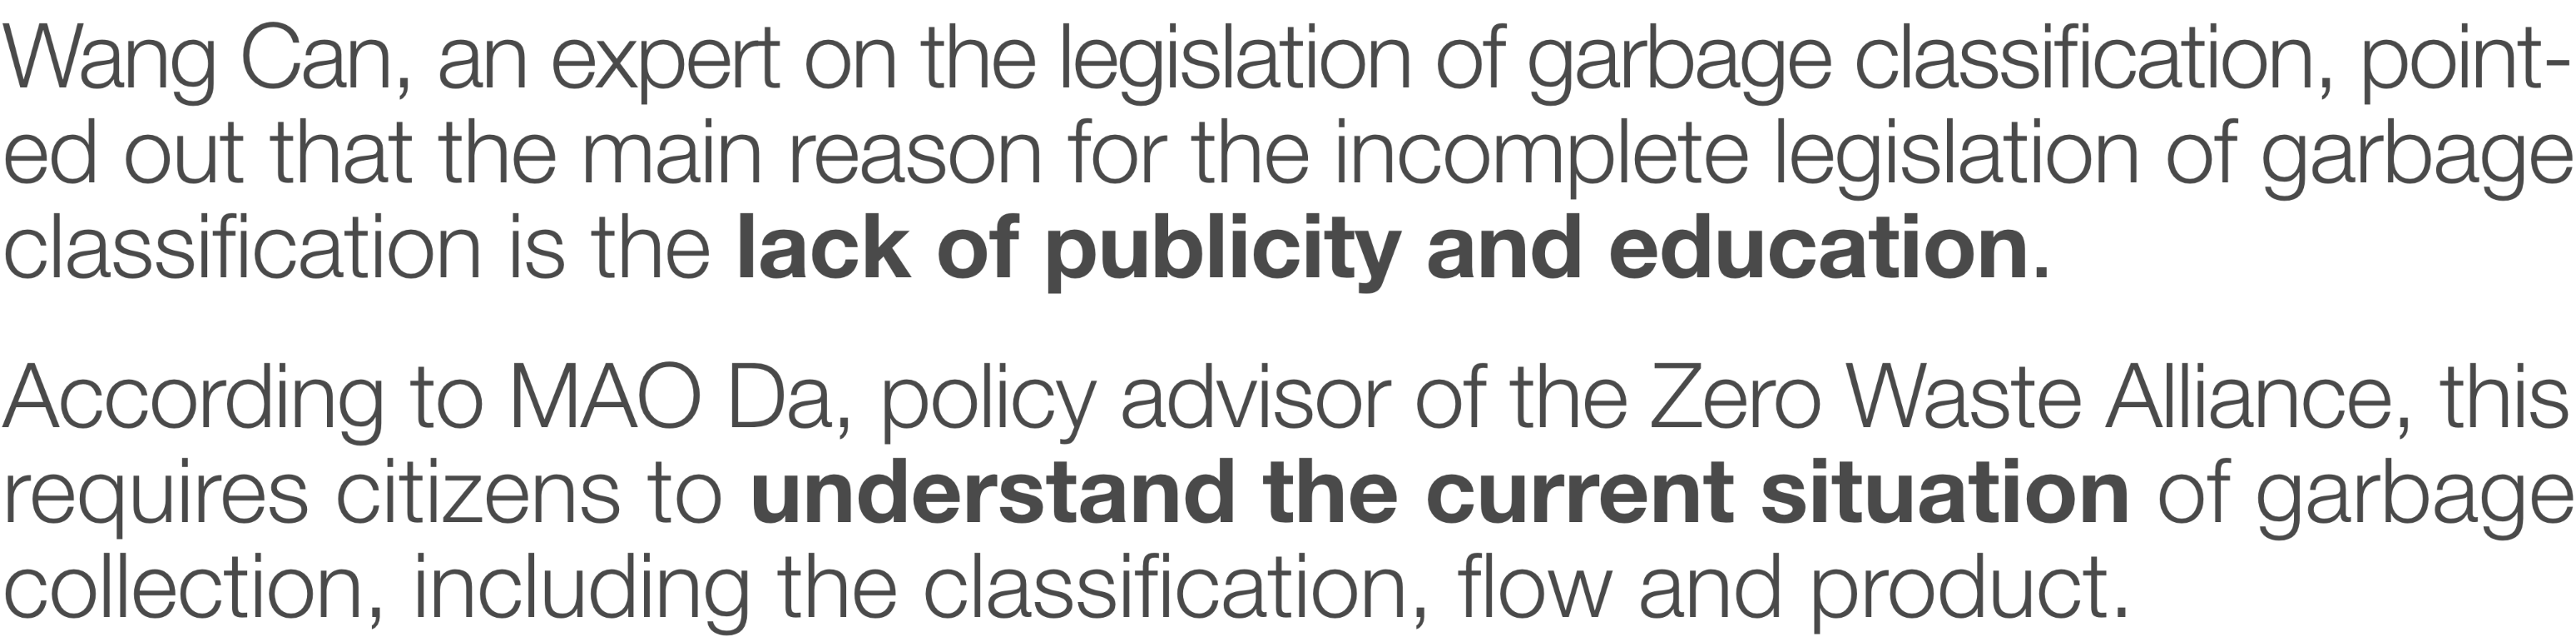 Wang Can, an expert on the legislation of garbage classification, point-
ed out that the main reason for the incomplete legislation of garbage
classification is the lack of publicity and education.
According to MAO Da, policy advisor of the Zero Waste Alliance, this
requires citizens to understand the current situation of garbage
collection, including the classification, flow and product.